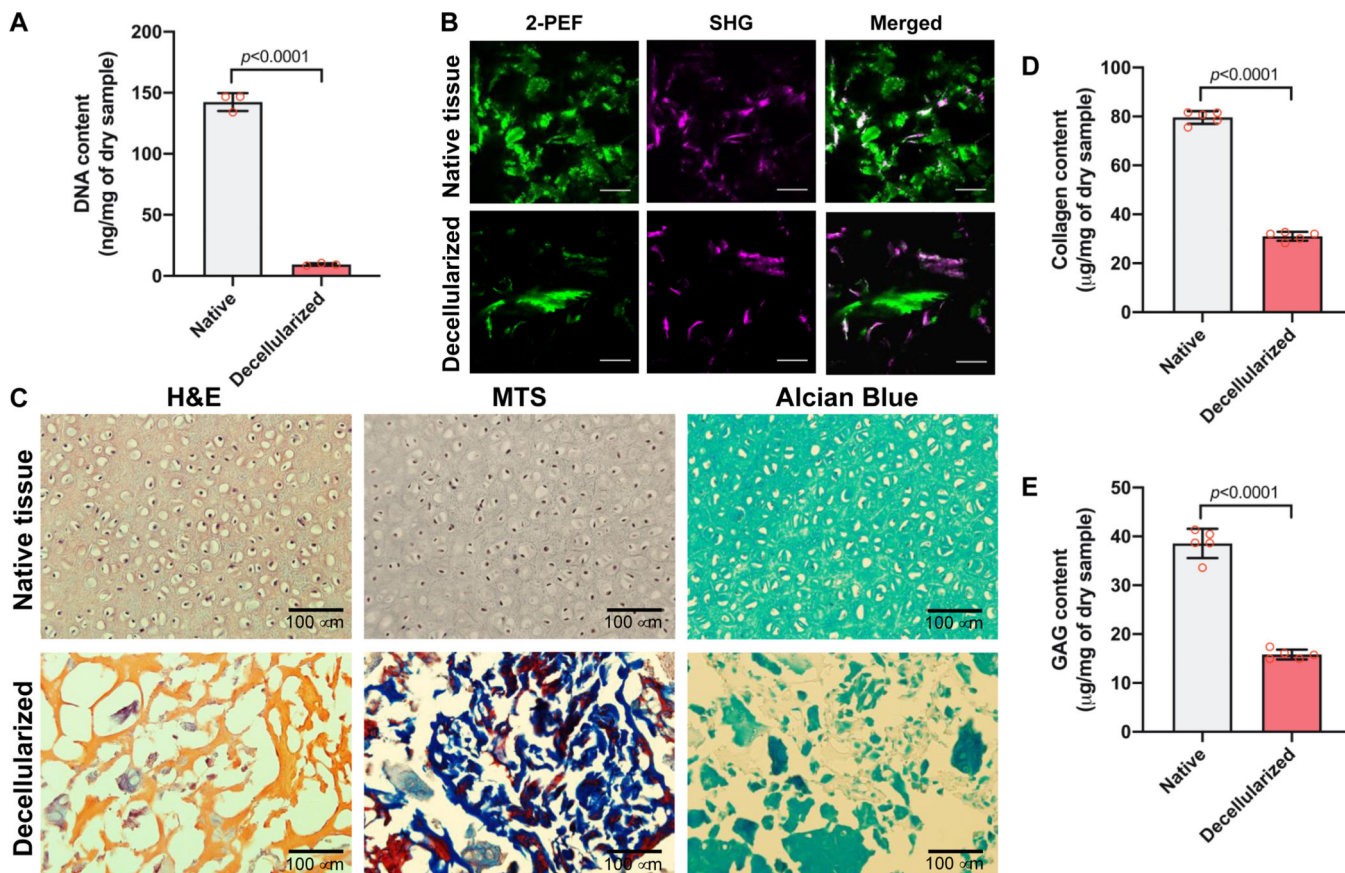 A
DNA content
(ng/mg of dry sample)
200
150
100
50
0
p<0.0001
Native
Decellularized
B
2-PEF
SHG
Merged
Native tissue
Decellularized
D
Collagen content
(µg/mg of dry sample)
100
80
60
40
20
0
p<0.0001
Native
Decellularized
C
H&E
MTS
Alcian Blue
Native tissue
100 ∝m
100 ∝m
100 ∝m
Decellularized
100 ∝m
100 ∝m
100 ∝m
E
GAG content
(µg/mg of dry sample)
50
40
30
20
10
0
p<0.0001
Native
Decellularized